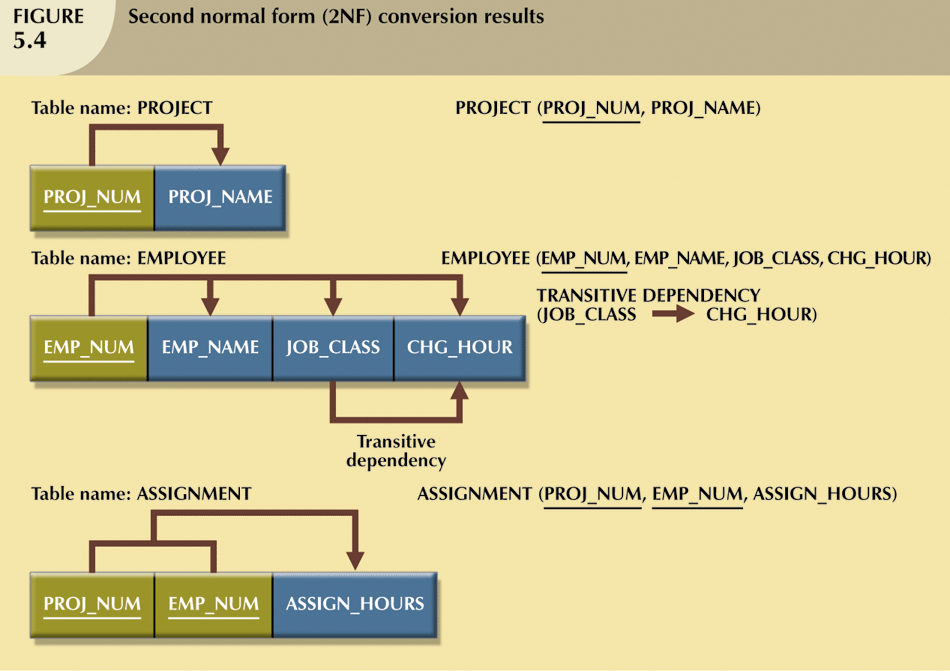 FIGURE
5.4
Second normal form (2NF) conversion results
Table name: PROJECT
PROJECT (PROJ_NUM, PROJ_NAME)
PROJ_NUM PROJ_NAME
Table name: EMPLOYEE
EMPLOYEE (EMP_NUM, EMP_NAME, JOB_CLASS, CHG_HOUR)
TRANSITIVE DEPENDENCY
(JOB_CLASS CHG_HOUR)
EMP_NUM EMP_NAME JOB_CLASS CHG_HOUR
Transitive
dependency
Table name: ASSIGNMENT
ASSIGNMENT (PROJ_NUM, EMP_NUM, ASSIGN_HOURS)
PROJ_NUM EMP_NUM ASSIGN_HOURS